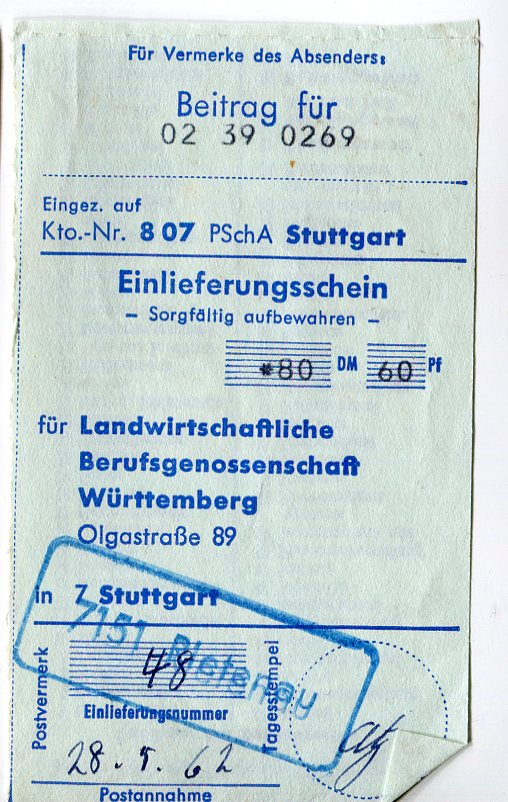 Für Vermerke des Absenders:
Beitrag für
02 39 0269
Eingez. auf
Kto.-Nr. 8 07 PSchA Stuttgart
Einlieferungsschein
– Sorgfältig aufbewahren –
*80 DM 60 Pf
für Landwirtschaftliche
Berufsgenossenschaft
Württemberg
Olgastraße 89
in Z Stuttgart
7151 Rietenau
48
Einlieferungsnummer
Postvermerk
Tagesstempel
28. 5. 62
Postannahme